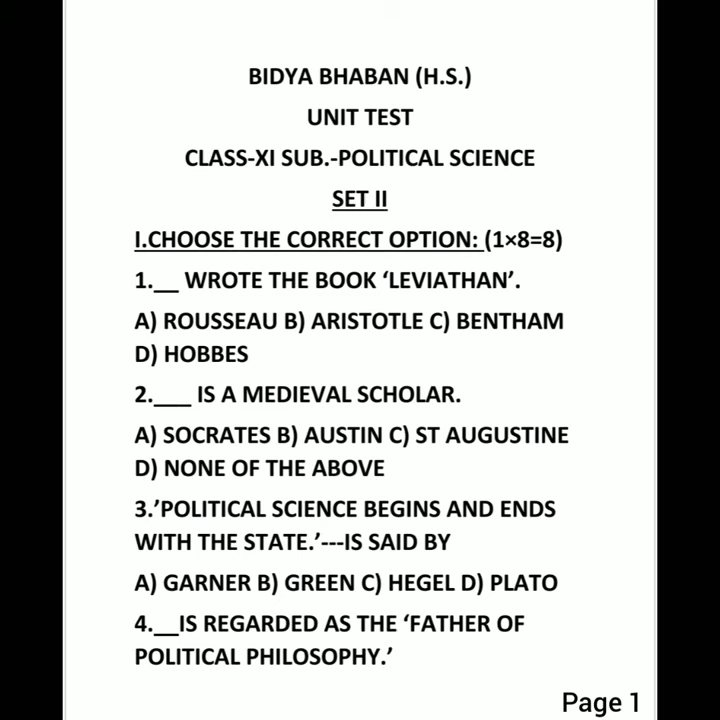 BIDYA BHABAN (H.S.)
UNIT TEST
CLASS-XI SUB.-POLITICAL SCIENCE
SET II
I.CHOOSE THE CORRECT OPTION: (1×8=8)
1.__ WROTE THE BOOK ‘LEVIATHAN’.
A) ROUSSEAU B) ARISTOTLE C) BENTHAM
D) HOBBES
2.___ IS A MEDIEVAL SCHOLAR.
A) SOCRATES B) AUSTIN C) ST AUGUSTINE
D) NONE OF THE ABOVE
3.’POLITICAL SCIENCE BEGINS AND ENDS
WITH THE STATE.’---IS SAID BY
A) GARNER B) GREEN C) HEGEL D) PLATO
4.__IS REGARDED AS THE ‘FATHER OF
POLITICAL PHILOSOPHY.’
Page 1